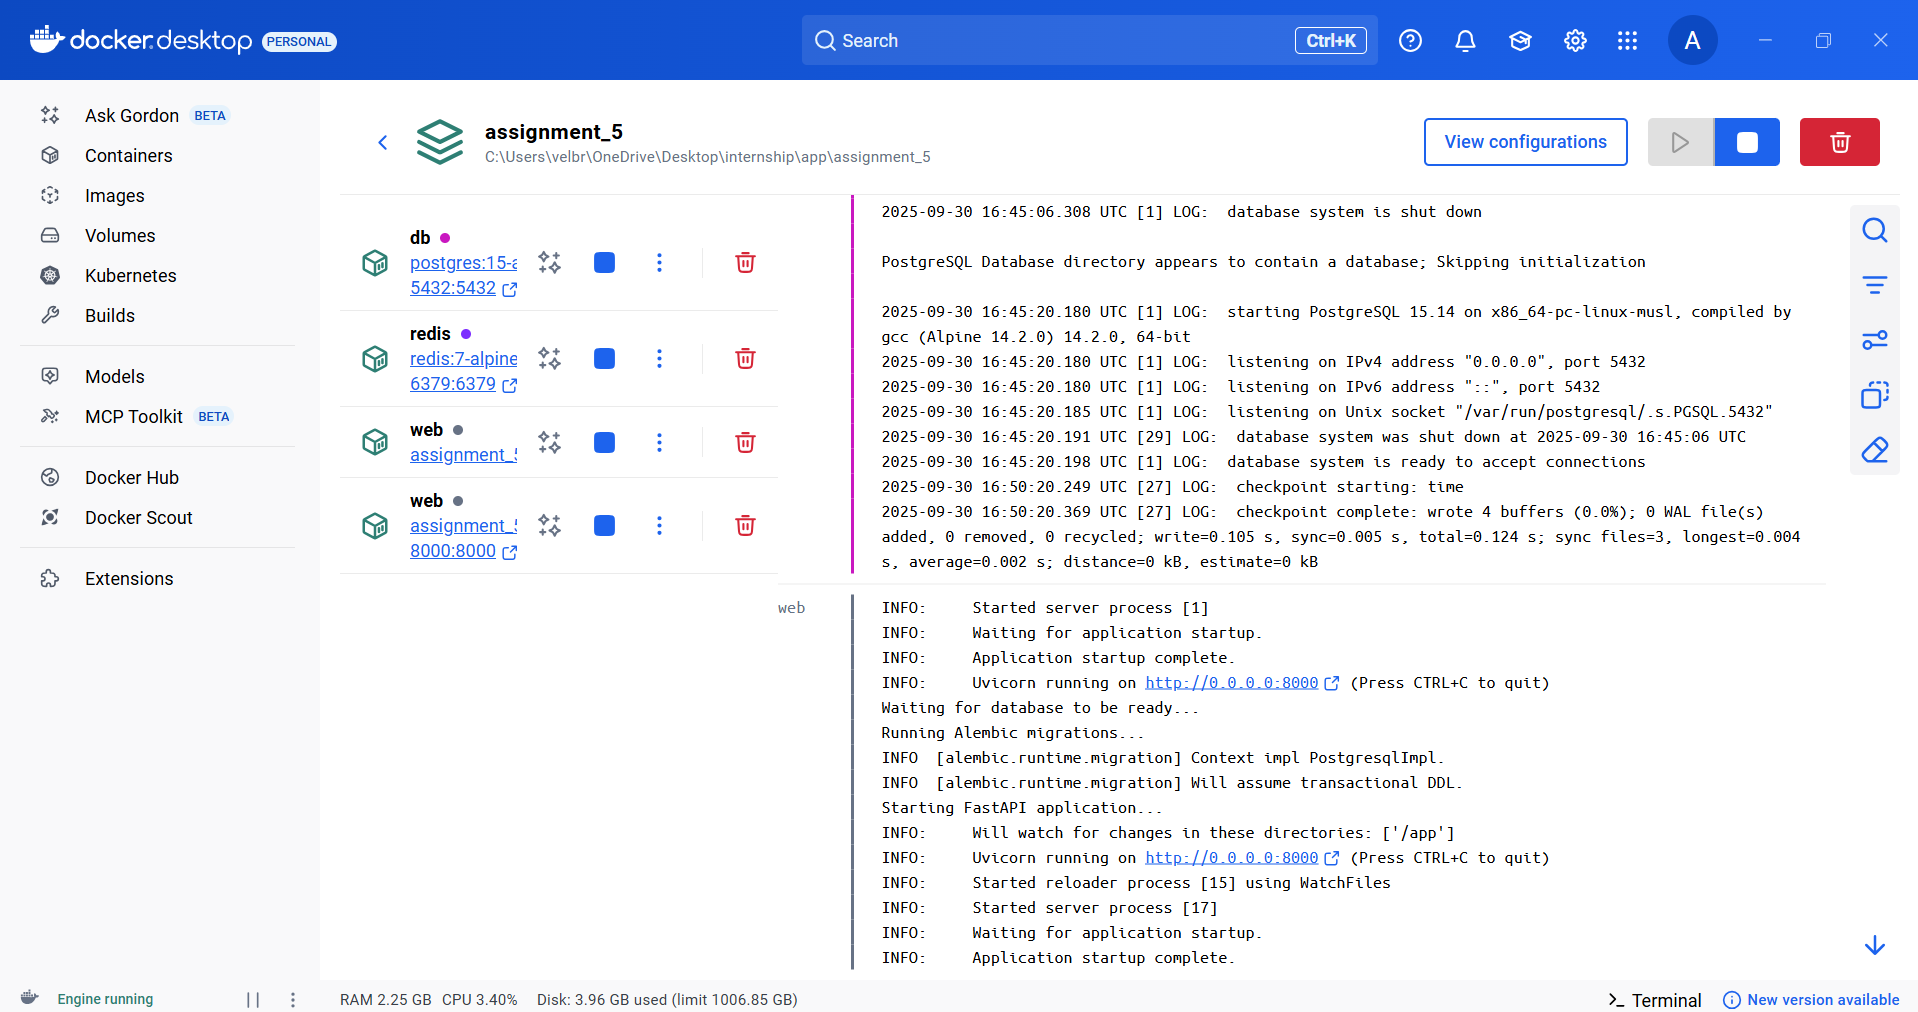 docker.desktop PERSONAL
Search
Ctrl+K
A
Ask Gordon BETA
Containers
Images
Volumes
Kubernetes
Builds
Models
MCP Toolkit BETA
Docker Hub
Docker Scout
Extensions
assignment_5
C:\Users\velbr\OneDrive\Desktop\internship\app\assignment_5
View configurations
db
postgres:15-a
5432:5432
redis
redis:7-alpine
6379:6379
web
assignment_5
web
assignment_5
8000:8000
2025-09-30 16:45:06.308 UTC [1] LOG:  database system is shut down
PostgreSQL Database directory appears to contain a database; Skipping initialization
2025-09-30 16:45:20.180 UTC [1] LOG:  starting PostgreSQL 15.14 on x86_64-pc-linux-musl, compiled by
gcc (Alpine 14.2.0) 14.2.0, 64-bit
2025-09-30 16:45:20.180 UTC [1] LOG:  listening on IPv4 address "0.0.0.0", port 5432
2025-09-30 16:45:20.180 UTC [1] LOG:  listening on IPv6 address "::", port 5432
2025-09-30 16:45:20.185 UTC [1] LOG:  listening on Unix socket "/var/run/postgresql/.s.PGSQL.5432"
2025-09-30 16:45:20.191 UTC [29] LOG:  database system was shut down at 2025-09-30 16:45:06 UTC
2025-09-30 16:45:20.198 UTC [1] LOG:  database system is ready to accept connections
2025-09-30 16:50:20.249 UTC [27] LOG:  checkpoint starting: time
2025-09-30 16:50:20.369 UTC [27] LOG:  checkpoint complete: wrote 4 buffers (0.0%); 0 WAL file(s)
added, 0 removed, 0 recycled; write=0.105 s, sync=0.005 s, total=0.124 s; sync files=3, longest=0.004
s, average=0.002 s; distance=0 kB, estimate=0 kB
web
INFO:     Started server process [1]
INFO:     Waiting for application startup.
INFO:     Application startup complete.
INFO:     Uvicorn running on http://0.0.0.0:8000 (Press CTRL+C to quit)
Waiting for database to be ready...
Running Alembic migrations...
INFO  [alembic.runtime.migration] Context impl PostgresqlImpl.
INFO  [alembic.runtime.migration] Will assume transactional DDL.
Starting FastAPI application...
INFO:     Will watch for changes in these directories: ['/app']
INFO:     Uvicorn running on http://0.0.0.0:8000 (Press CTRL+C to quit)
INFO:     Started reloader process [15] using WatchFiles
INFO:     Started server process [17]
INFO:     Waiting for application startup.
INFO:     Application startup complete.
Engine running
RAM 2.25 GB CPU 3.40% Disk: 3.96 GB used (limit 1006.85 GB)
Terminal
New version available